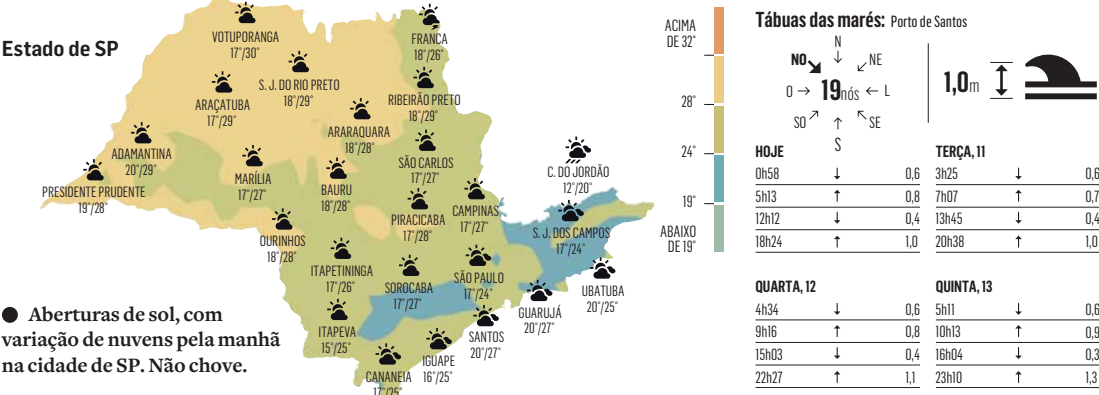 Estado de SP
VOTUPORANGA
17°/30°
FRANCA
18°/26°
S. J. DO RIO PRETO
18°/29°
ARAÇATUBA
17°/29°
RIBEIRÃO PRETO
18°/29°
ARARAQUARA
18°/28°
ADAMANTINA
20°/29°
SÃO CARLOS
17°/27°
PRESIDENTE PRUDENTE
19°/28°
MARÍLIA
17°/27°
BAURU
18°/28°
C. DO JORDÃO
12°/20°
PIRACICABA
17°/28°
CAMPINAS
17°/27°
S. J. DOS CAMPOS
17°/24°
OURINHOS
18°/28°
ITAPETININGA
17°/26°
SOROCABA
17°/27°
SÃO PAULO
17°/24°
UBATUBA
20°/25°
GUARUJÁ
20°/27°
ITAPEVA
15°/25°
SANTOS
20°/27°
IGUAPE
16°/25°
CANANEIA
17°/25°
● Aberturas de sol, com
variação de nuvens pela manhã
na cidade de SP. Não chove.
ACIMA
DE 32°
28°
24°
19°
ABAIXO
DE 19°
Tábuas das marés: Porto de Santos
N
NO ↘ ↓ ↙ NE
O → 19nós ← L
SO ↗ ↑ ↖ SE
S
1,0m
HOJE
0h58 ↓ 0,6
5h13 ↑ 0,8
12h12 ↓ 0,4
18h24 ↑ 1,0
TERÇA, 11
3h25 ↓ 0,6
7h07 ↑ 0,7
13h45 ↓ 0,4
20h38 ↑ 1,0
QUARTA, 12
4h34 ↓ 0,6
9h16 ↑ 0,8
15h03 ↓ 0,4
22h27 ↑ 1,1
QUINTA, 13
5h11 ↓ 0,6
10h13 ↑ 0,9
16h04 ↓ 0,3
23h10 ↑ 1,3